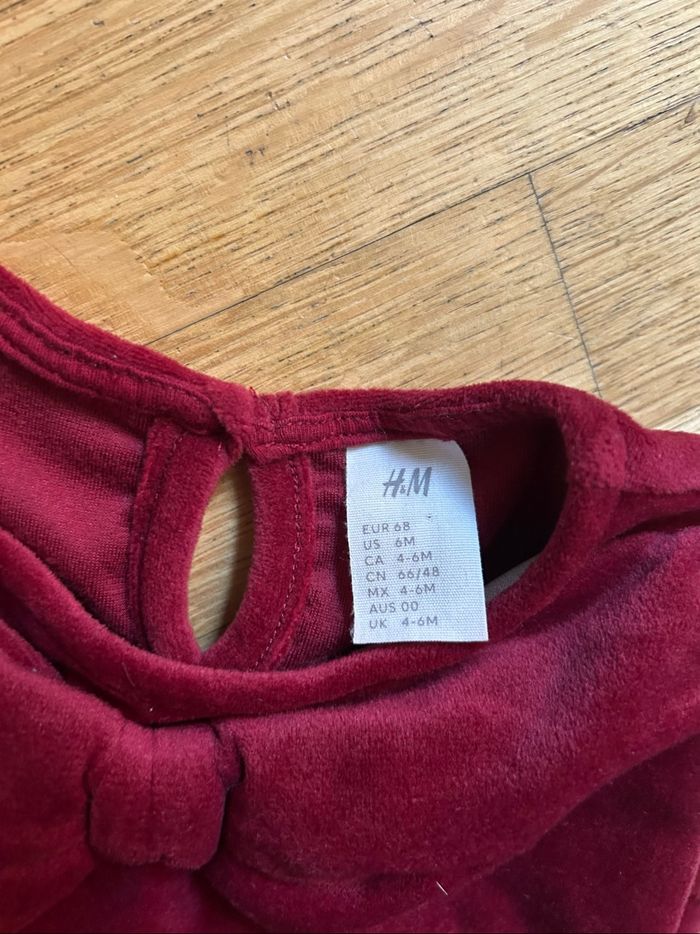 H&M
EUR 68
US 6M
CA 4-6M
CN 66/48
MX 4-6M
AUS 00
UK 4-6M